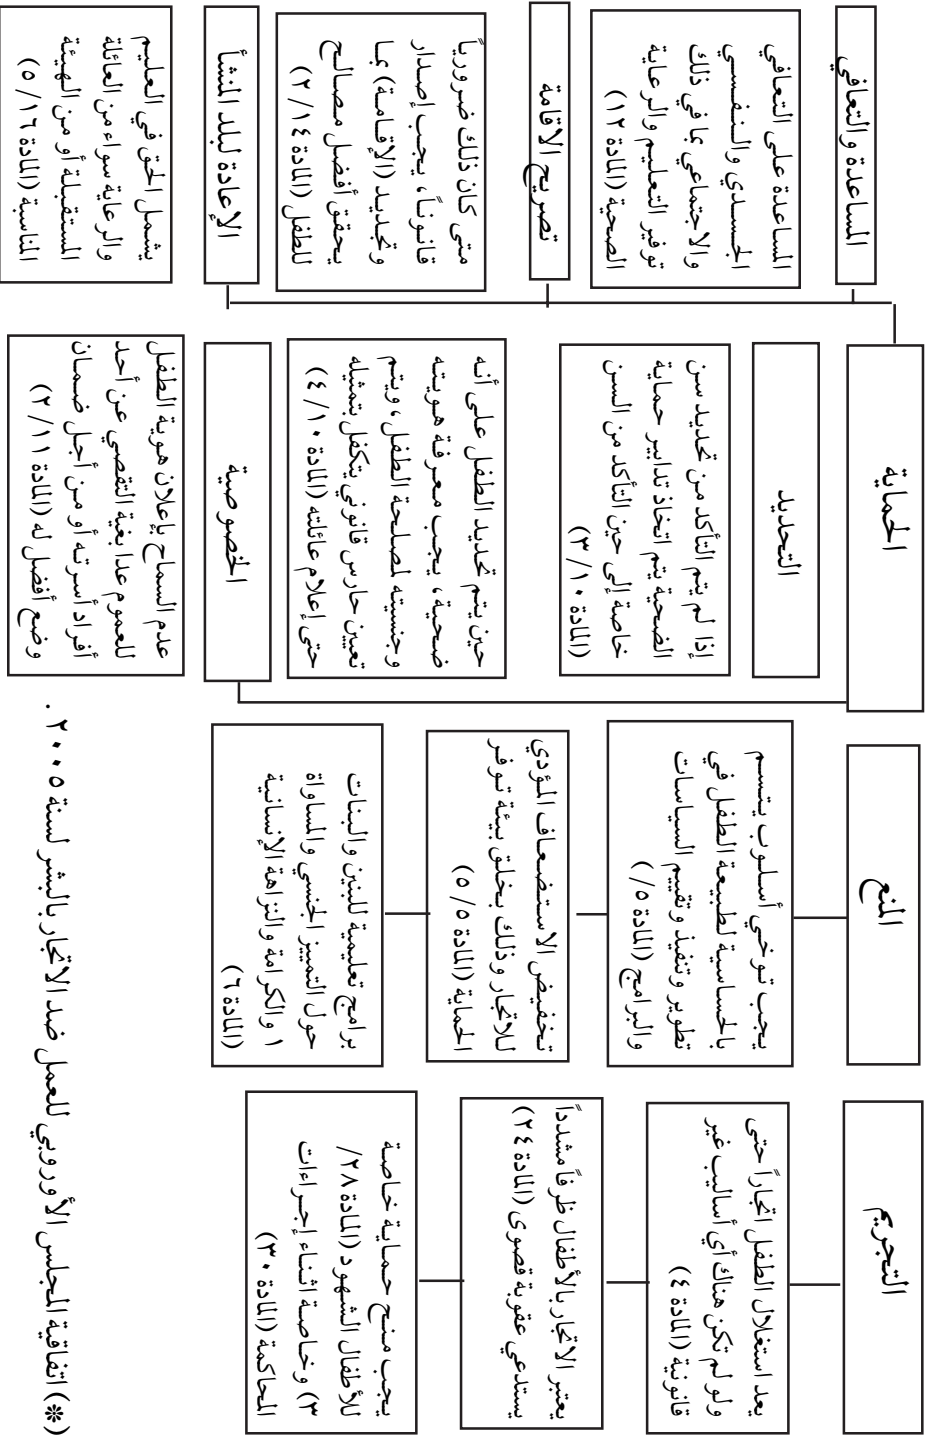 التجريم
يعد استغلال الطفل اتجاراً حتى
ولو لم تكن هناك أي أساليب غير
قانونية (المادة ٤)
يعتبر الاتجار بالأطفال ظرفاً مشدداً
يستدعي عقوبة قصوى (المادة ٢٤)
يجب منح حماية خاصة
للأطفال الشهود (المادة ٢٨/
٣) وخاصة اثناء إجراءات
المحاكمة (المادة ٣٠)
المنع
يجب توخي أسلوب يتسم
بالحساسية لطبيعة الطفل في
تطوير وتنفيذ وتقييم السياسات
والبرامج (المادة ٥/)
تخفيض الاستضعاف المؤدي
للاتجار وذلك بخلق بيئة توفر
الحماية (المادة ٥/ ٥)
برامج تعليمية للبنين والبنات
حول التمييز الجنسي والمساواة
١ والكرامة والنزاهة الإنسانية
(المادة ٦)
الحماية
التحديد
إذا لم يتم التأكد من تحديد سن
الضحية يتم اتخاذ تدابير حماية
خاصة إلى حين التأكد من السن
(المادة ١٠/ ٣)
حين يتم تحديد الطفل على أنه
ضحية، يجب معرفة هويته
وجنسيته لمصلحة الطفل، ويتم
تعيين حارس قانوني يتكفل بتمثيله
حتى إعلام عائلته (المادة ١٠/ ٤)
الخصوصية
عدم السماح بإعلان هوية الطفل
للعموم عدا بغية التقصي عن أحد
أفراد أسرته أو من أجل ضمان
وضع أفضل له (المادة ١١/ ٢)
المساعدة والتعافي
المساعدة على التعافي
الجسدي والنفسي
والاجتماعي بما في ذلك
توفير التعليم والرعاية
الصحية (المادة ١٢)
تصريح الاقامة
متى كان ذلك ضرورياً
قانوناً، يجب إصدار
وتجديد (الإقامة) بما
يحقق أفضل مصالح
للطفل (المادة ١٤/ ٢)
الإعادة لبلد المنشأ
يشمل الحق في العليم
والرعاية سواء من العائلة
المستقبلة أو من الهيئة
المناسبة (المادة ١٦/ ٥)
(*) اتفاقية المجلس الأوروبي للعمل ضد الاتجار بالبشر لسنة ٢٠٠٥.